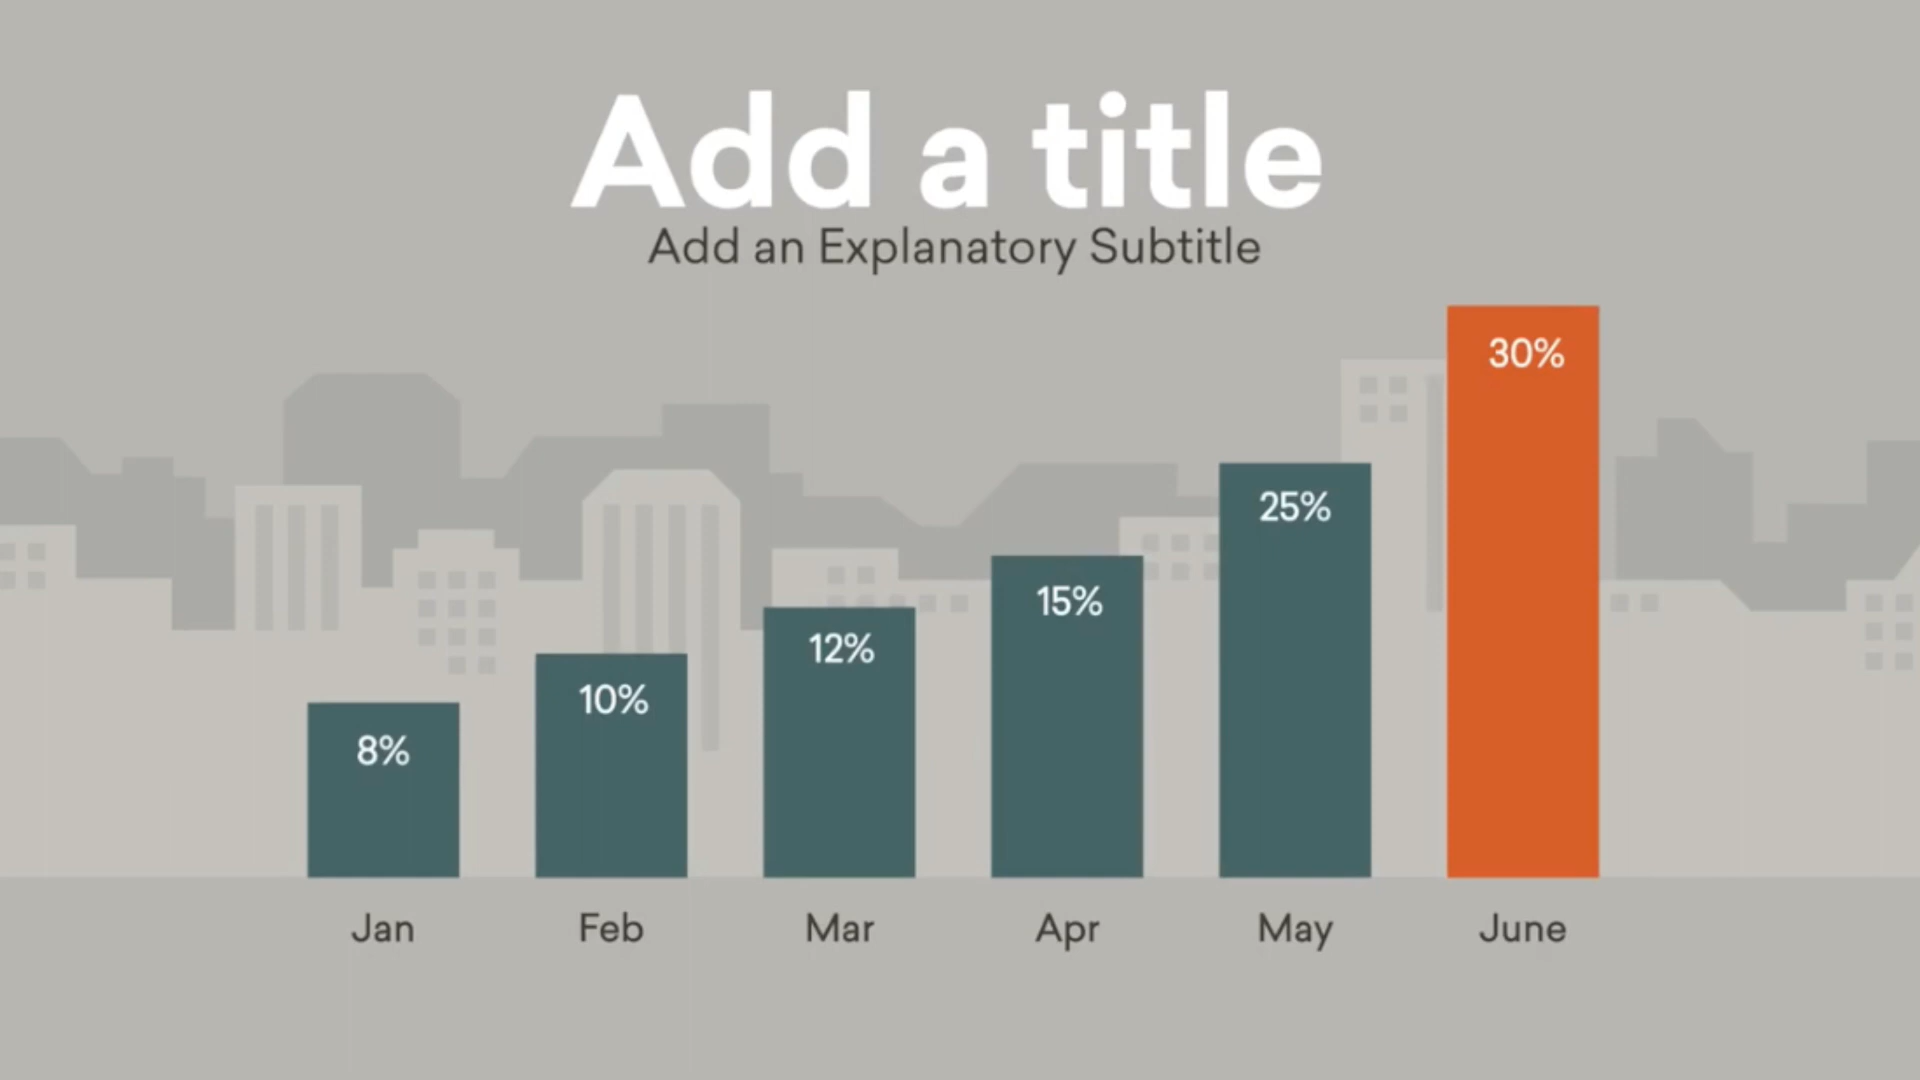 Add a title
Add an Explanatory Subtitle
30%
25%
15%
12%
10%
8%
Jan Feb Mar Apr May June